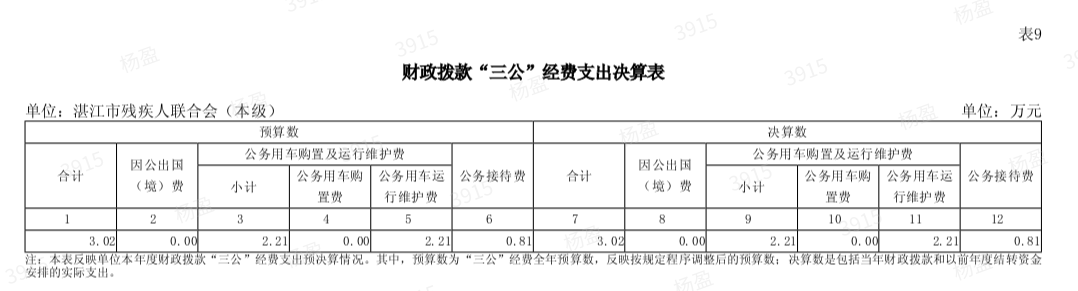 表9
财政拨款“三公”经费支出决算表
单位：湛江市残疾人联合会（本级） 单位：万元
预算数 决算数
合计 因公出国（境）费 公务用车购置及运行维护费 公务接待费 合计 因公出国（境）费 公务用车购置及运行维护费 公务接待费
小计 公务用车购置费 公务用车运行维护费 小计 公务用车购置费 公务用车运行维护费
1 2 3 4 5 6 7 8 9 10 11 12
3.02 0.00 2.21 0.00 2.21 0.81 3.02 0.00 2.21 0.00 2.21 0.81
注：本表反映单位本年度财政拨款“三公”经费支出预决算情况。其中，预算数为“三公”经费全年预算数，反映按规定程序调整后的预算数；决算数是包括当年财政拨款和以前年度结转资金
安排的实际支出。
杨盈
3915